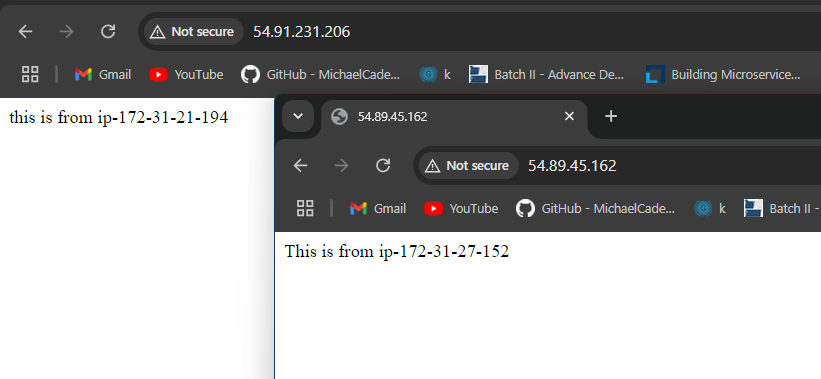 Not secure 54.91.231.206
Gmail YouTube GitHub - MichaelCade... k Batch II - Advance De... Building Microservice...
this is from ip-172-31-21-194
54.89.45.162
Not secure 54.89.45.162
Gmail YouTube GitHub - MichaelCade... k Batch II -
This is from ip-172-31-27-152